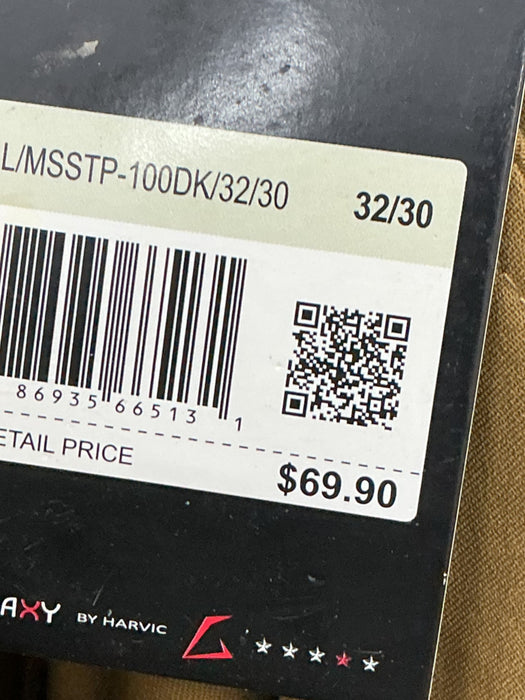 L/MSSTP-100DK/32/30 32/30
86935 66513 1
ETAIL PRICE
$69.90
AXY BY HARVIC